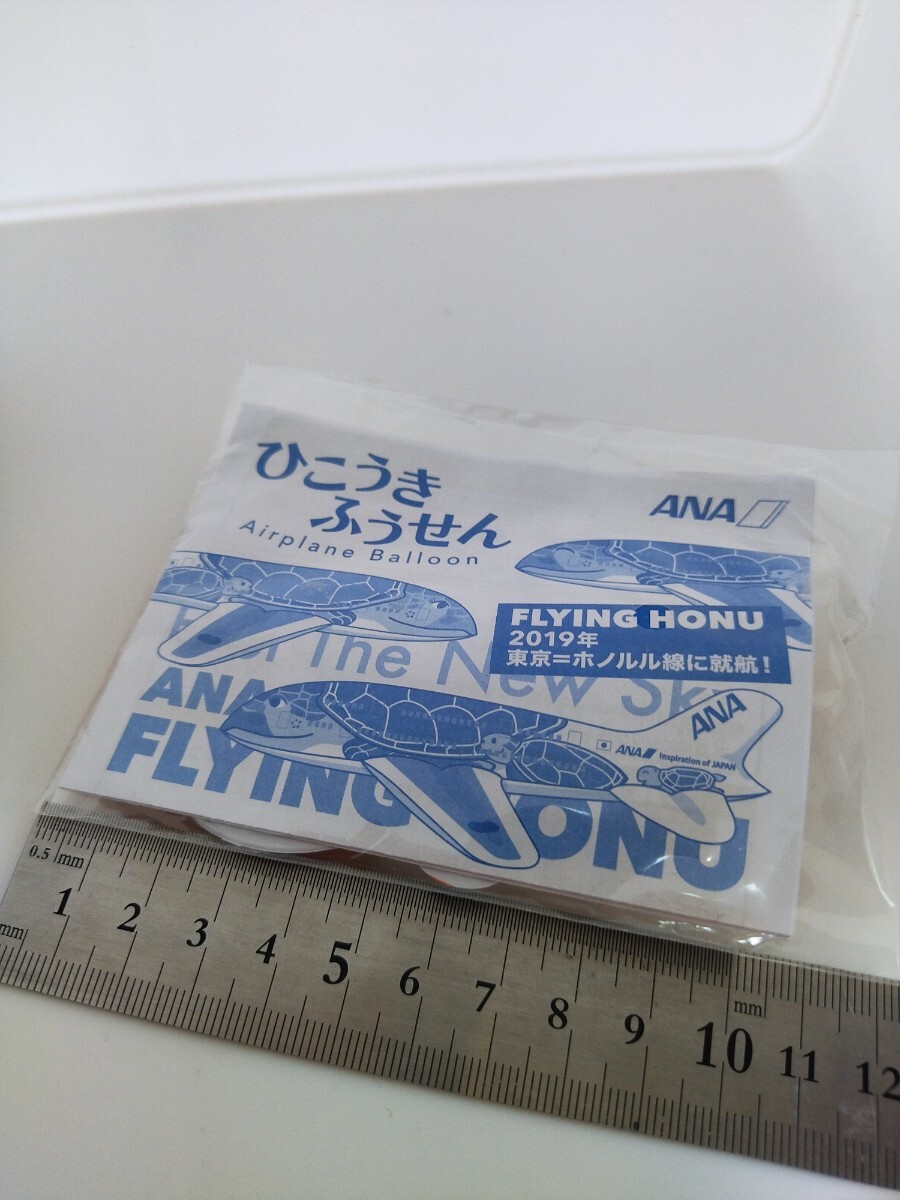 ひこうき
ふうせん
Airplane Balloon
ANA
FLYING HONU
2019年
東京=ホノルル線に就航!
The New Sky
ANA
FLYING HONU
ANA
ANA Inspiration of JAPAN
0.5 mm
mm
1 2 3 4 5 6 7 8 9 10 11 12
mm